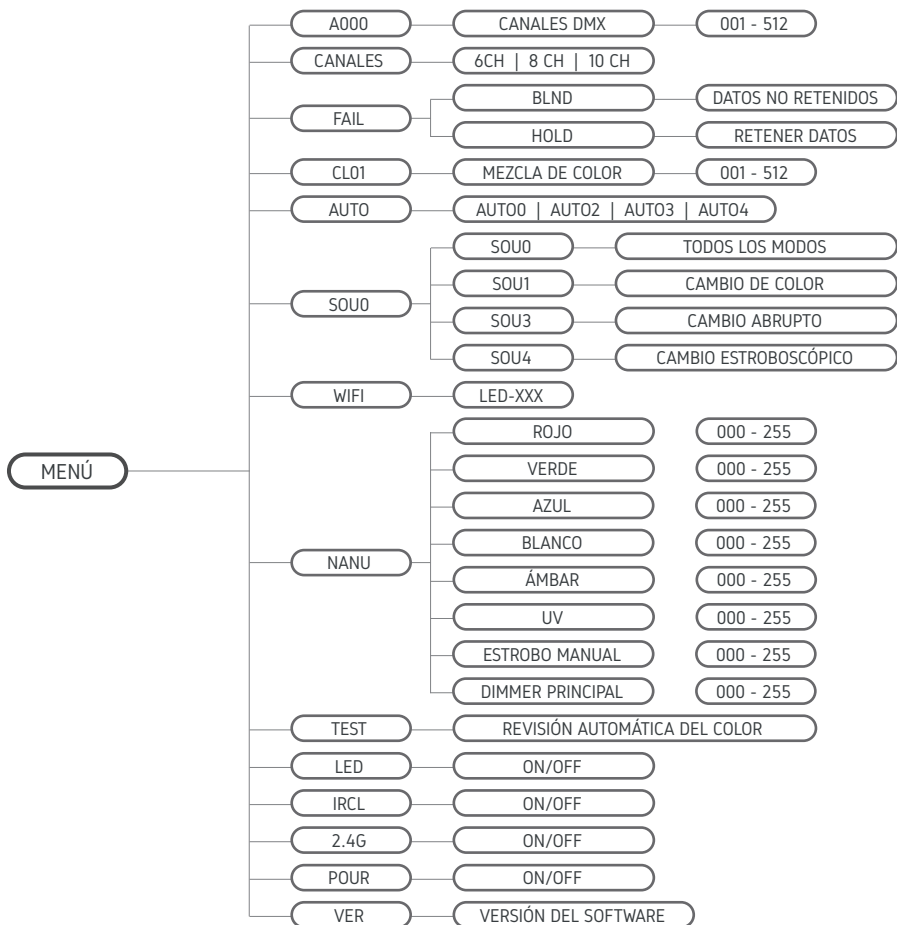 A000 CANALES DMX 001 - 512
CANALES 6CH | 8 CH | 10 CH
FAIL
BLND DATOS NO RETENIDOS
HOLD RETENER DATOS
CL01 MEZCLA DE COLOR 001 - 512
AUTO AUTO0 | AUTO2 | AUTO3 | AUTO4
SOU0
SOU0 TODOS LOS MODOS
SOU1 CAMBIO DE COLOR
SOU3 CAMBIO ABRUPTO
SOU4 CAMBIO ESTROBOSCÓPICO
WIFI LED-XXX
MENÚ
NANU
ROJO 000 - 255
VERDE 000 - 255
AZUL 000 - 255
BLANCO 000 - 255
ÁMBAR 000 - 255
UV 000 - 255
ESTROBO MANUAL 000 - 255
DIMMER PRINCIPAL 000 - 255
TEST REVISIÓN AUTOMÁTICA DEL COLOR
LED ON/OFF
IRCL ON/OFF
2.4G ON/OFF
POUR ON/OFF
VER VERSIÓN DEL SOFTWARE